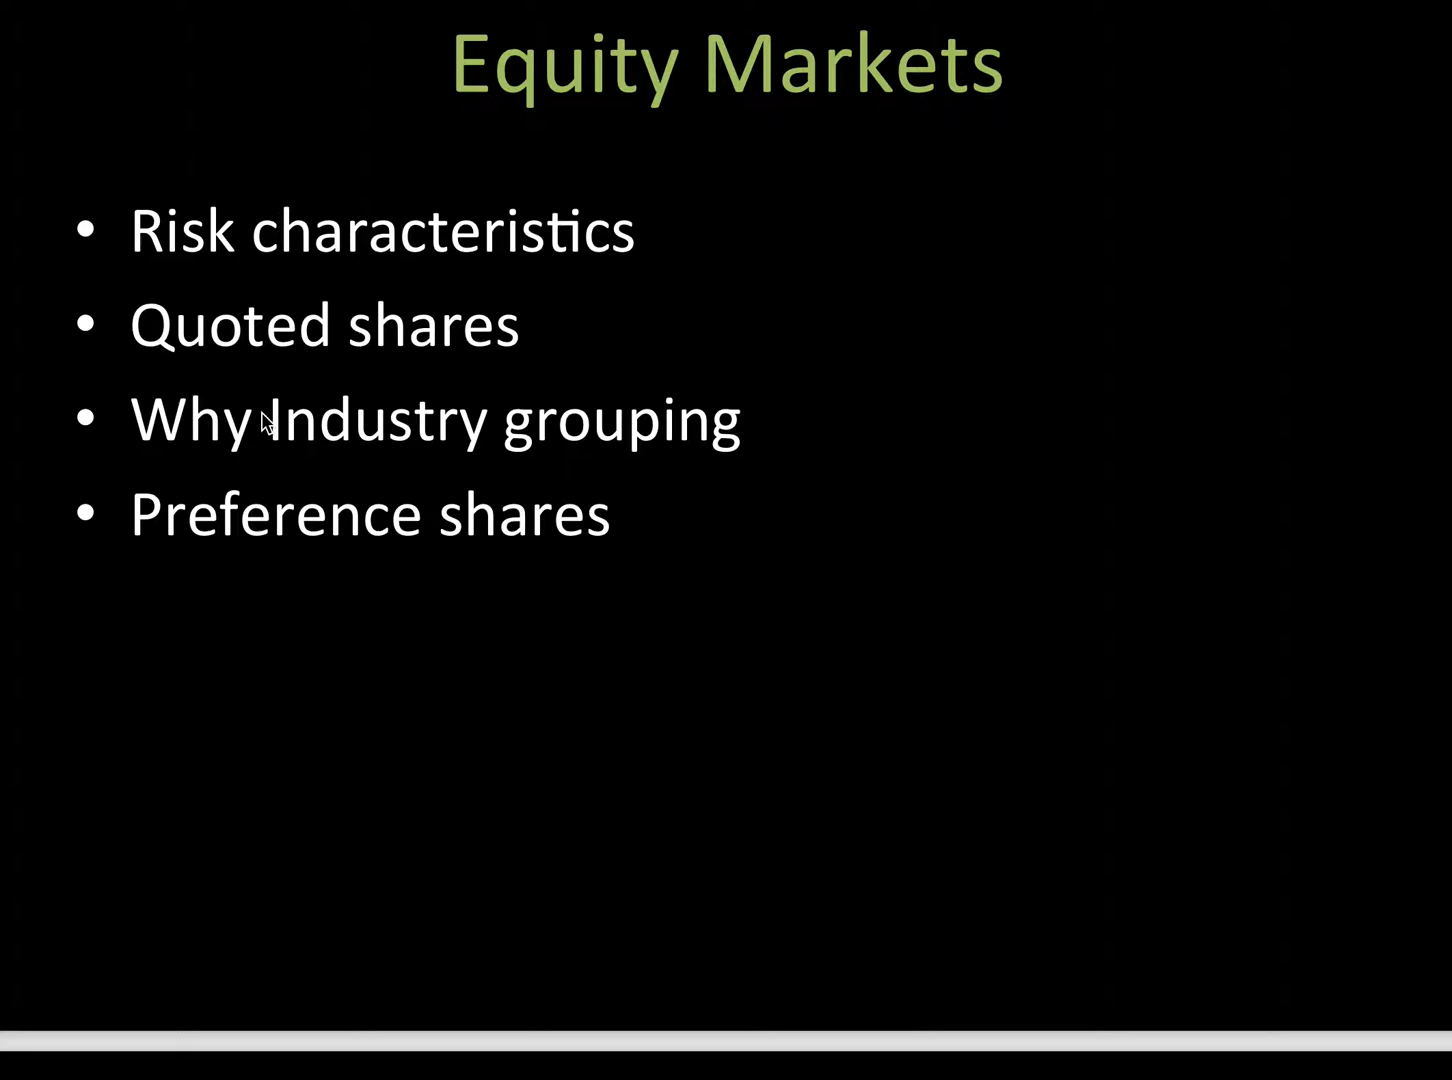 Equity Markets
• Risk characteristics
• Quoted shares
• Why Industry grouping
• Preference shares